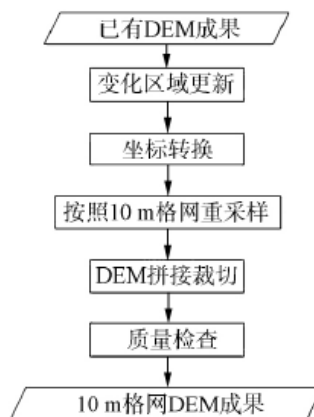 已有DEM成果
变化区域更新
坐标转换
按照10 m格网重采样
DEM拼接裁切
质量检查
10 m格网DEM成果